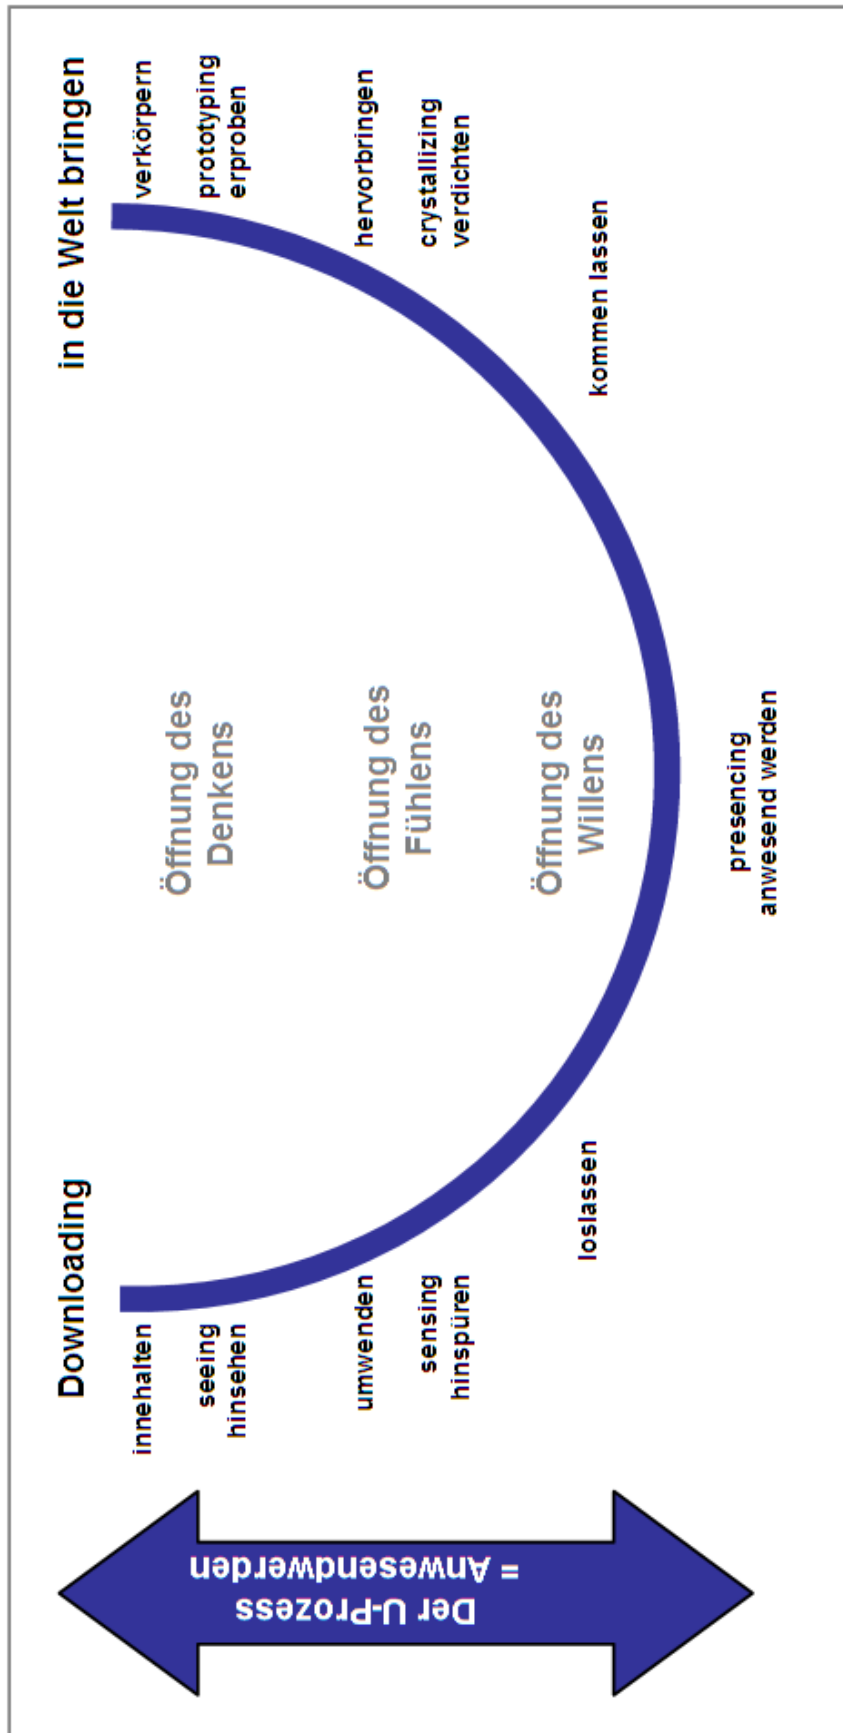 Der U-Prozess
= Anwesendwerden
Downloading
innehalten
seeing
hinsehen
umwenden
sensing
hinspüren
loslassen
presencing
anwesend werden
kommen lassen
crystallizing
verdichten
hervorbringen
prototyping
erproben
verkörpern
in die Welt bringen
Öffnung des
Denkens
Öffnung des
Fühlens
Öffnung des
Willens